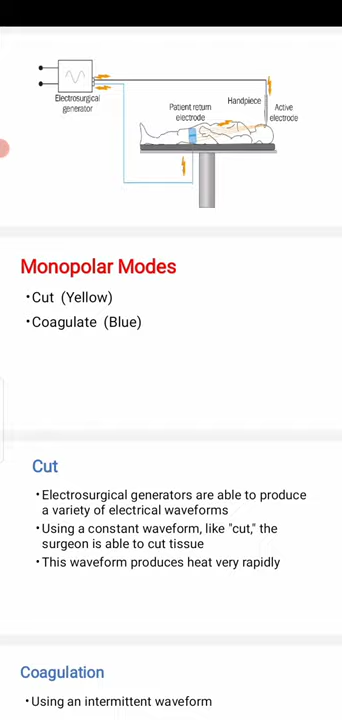 Electrosurgical
generator
Patient return
electrode
Handpiece
Active
electrode
Monopolar Modes
• Cut (Yellow)
• Coagulate (Blue)
Cut
• Electrosurgical generators are able to produce
a variety of electrical waveforms
• Using a constant waveform, like "cut," the
surgeon is able to cut tissue
• This waveform produces heat very rapidly
Coagulation
• Using an intermittent waveform